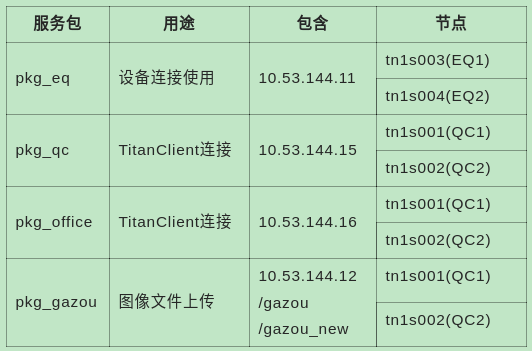 服务包 用途 包含 节点
pkg_eq 设备连接使用 10.53.144.11 tn1s003(EQ1)
tn1s004(EQ2)
pkg_qc TitanClient连接 10.53.144.15 tn1s001(QC1)
tn1s002(QC2)
pkg_office TitanClient连接 10.53.144.16 tn1s001(QC1)
tn1s002(QC2)
pkg_gazou 图像文件上传 10.53.144.12 tn1s001(QC1)
/gazou
/gazou_new tn1s002(QC2)